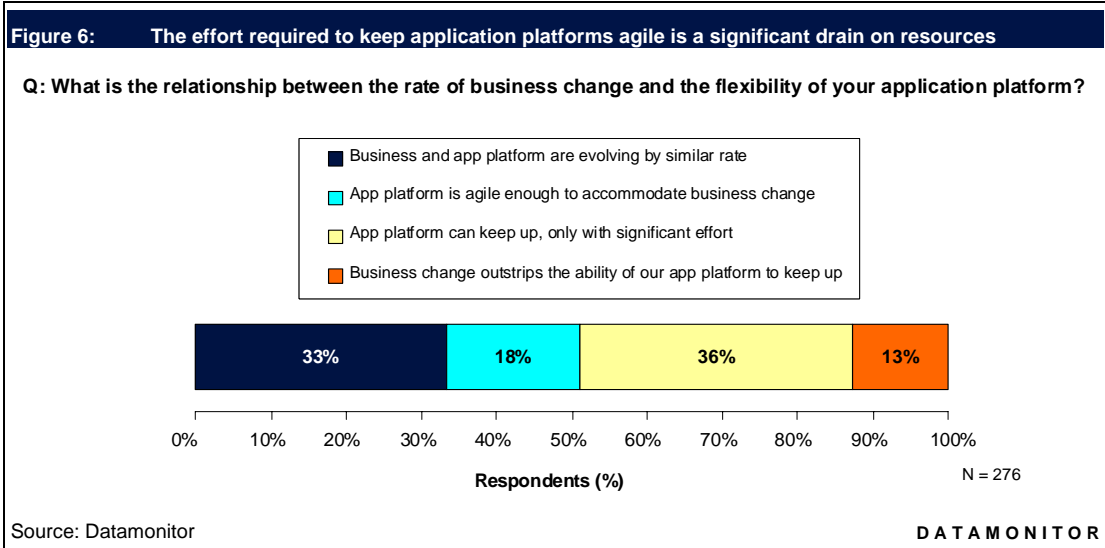 Figure 6: The effort required to keep application platforms agile is a significant drain on resources
Q: What is the relationship between the rate of business change and the flexibility of your application platform?
Business and app platform are evolving by similar rate
App platform is agile enough to accommodate business change
App platform can keep up, only with significant effort
Business change outstrips the ability of our app platform to keep up
33% 18% 36% 13%
0% 10% 20% 30% 40% 50% 60% 70% 80% 90% 100%
Respondents (%)
N = 276
Source: Datamonitor DATAMONITOR